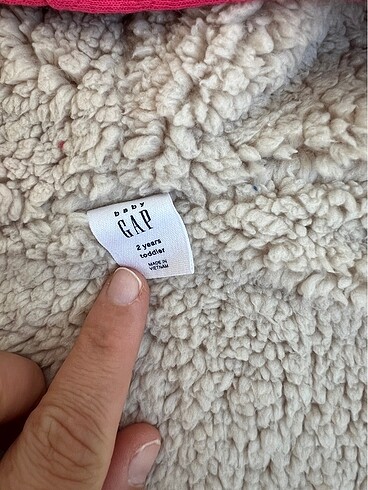 baby
GAP
2 years
toddler
MADE IN
VIETNAM